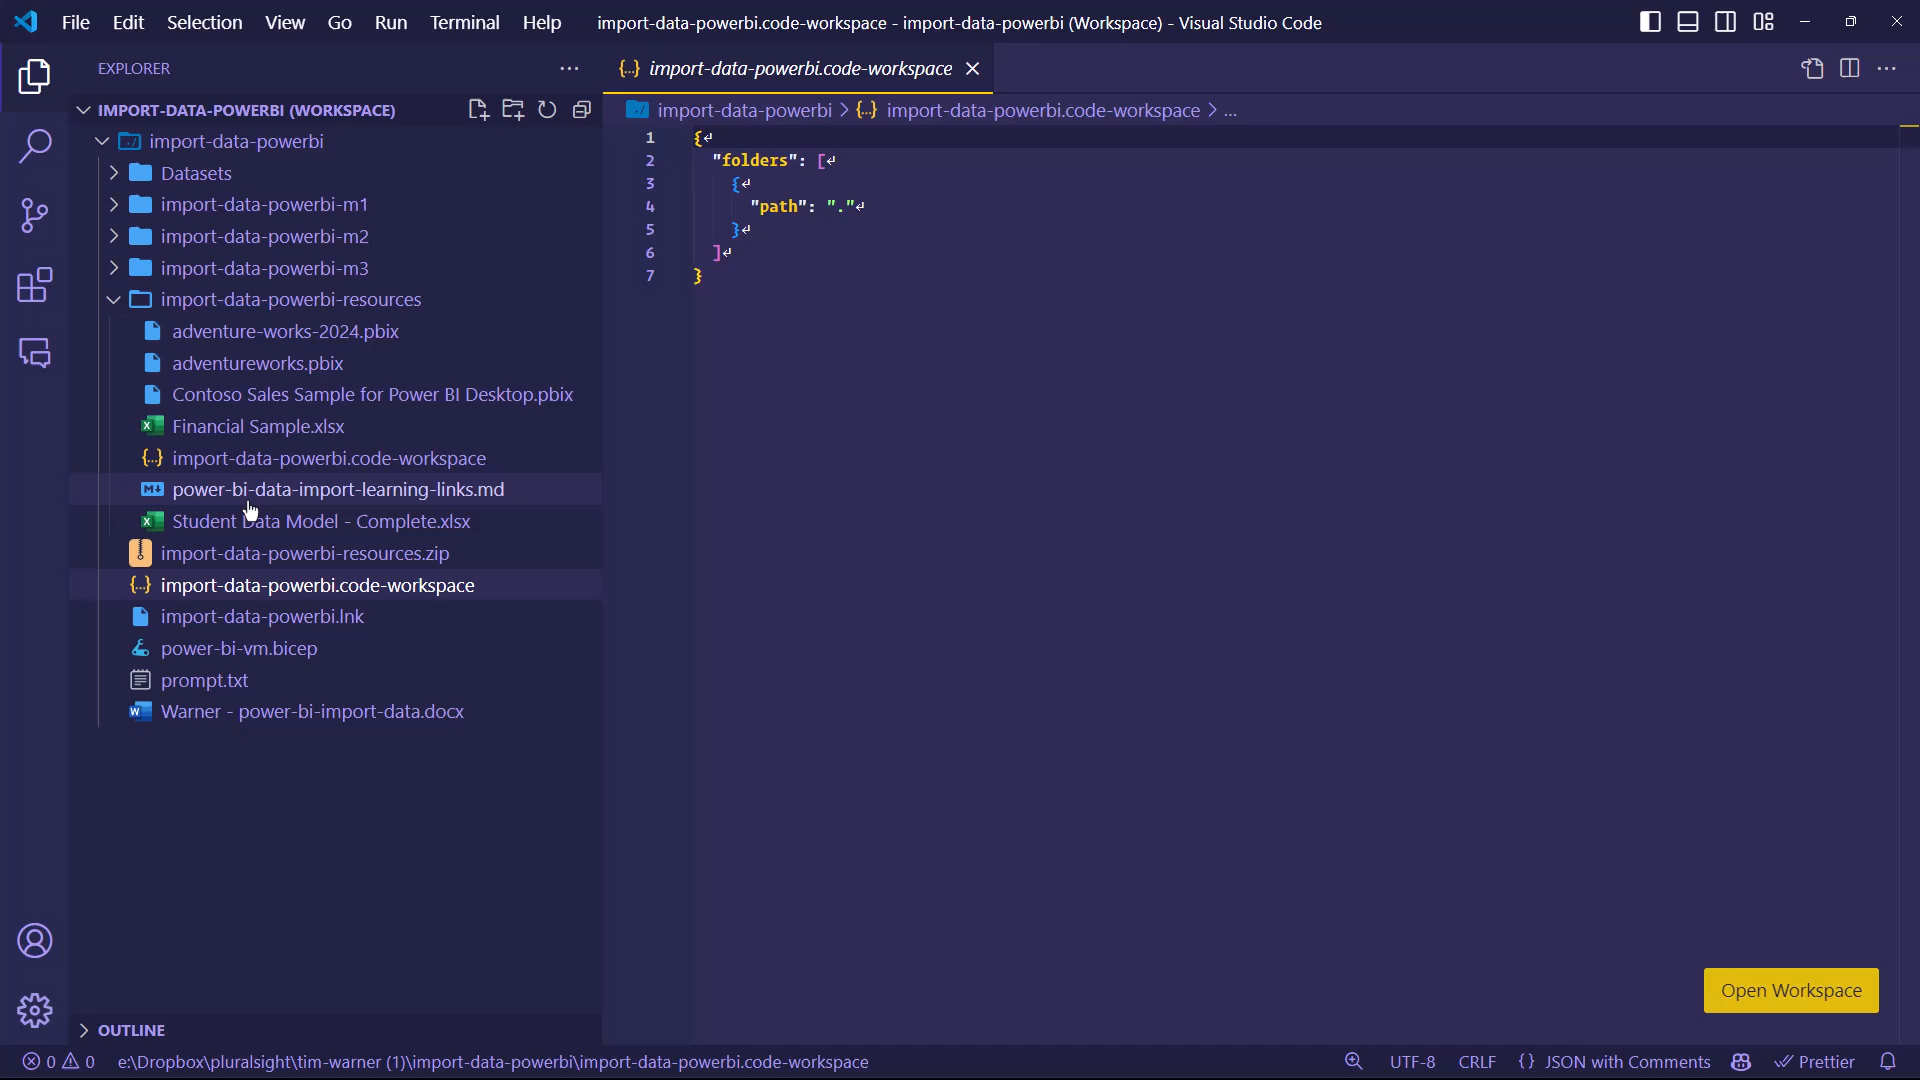 File Edit Selection View Go Run Terminal Help import-data-powerbi.code-workspace - import-data-powerbi (Workspace) - Visual Studio Code
EXPLORER
import-data-powerbi.code-workspace
IMPORT-DATA-POWERBI (WORKSPACE)
import-data-powerbi > {..} import-data-powerbi.code-workspace > ...
import-data-powerbi
Datasets
import-data-powerbi-m1
import-data-powerbi-m2
import-data-powerbi-m3
import-data-powerbi-resources
adventure-works-2024.pbix
adventureworks.pbix
Contoso Sales Sample for Power BI Desktop.pbix
Financial Sample.xlsx
import-data-powerbi.code-workspace
power-bi-data-import-learning-links.md
Student Data Model - Complete.xlsx
import-data-powerbi-resources.zip
import-data-powerbi.code-workspace
import-data-powerbi.lnk
power-bi-vm.bicep
prompt.txt
Warner - power-bi-import-data.docx
OUTLINE
1 {
2 "folders": [
3 {
4 "path": "."
5 }
6 ]
7 }
Open Workspace
0 0 e:\Dropbox\pluralsight\tim-warner (1)\import-data-powerbi\import-data-powerbi.code-workspace UTF-8 CRLF {} JSON with Comments Prettier